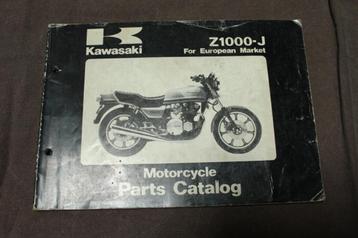 Kawasaki
Z1000-J
For European Market
Motorcycle
Parts Catalog